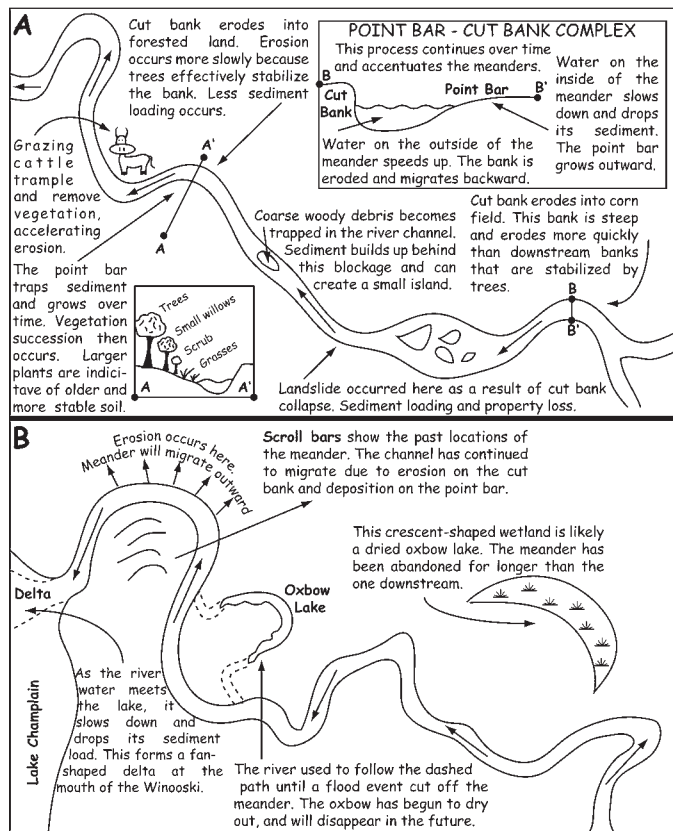 A
Cut bank erodes into
forested land. Erosion
occurs more slowly because
trees effectively stabilize
the bank. Less sediment
loading occurs.
POINT BAR - CUT BANK COMPLEX
This process continues over time
and accentuates the meanders.
B
Cut
Bank
Point Bar
B'
Water on the
inside of the
meander slows
down and drops
its sediment.
The point bar
grows outward.
Water on the outside of the
meander speeds up. The bank is
eroded and migrates backward.
Grazing
cattle
trample
and remove
vegetation,
accelerating
erosion.
A'
A
Coarse woody debris becomes
trapped in the river channel.
Sediment builds up behind
this blockage and can
create a small island.
Cut bank erodes into corn
field. This bank is steep
and erodes more quickly
than downstream banks
that are stabilized by
trees.
B
B'
The point bar
traps sediment
and grows over
time. Vegetation
succession then
occurs. Larger
plants are indici-
tave of older and
more stable soil.
Trees
Small willows
Scrub
Grasses
A
A'
Landslide occurred here as a result of cut bank
collapse. Sediment loading and property loss.
B
Erosion occurs here.
Meander will migrate outward
Scroll bars show the past locations of
the meander. The channel has continued
to migrate due to erosion on the cut
bank and deposition on the point bar.
This crescent-shaped wetland is likely
a dried oxbow lake. The meander has
been abandoned for longer than the
one downstream.
Delta
Oxbow
Lake
As the river
water meets
the lake, it
slows down and
drops its sediment
load. This forms a fan-
shaped delta at the
mouth of the Winooski.
Lake Champlain
The river used to follow the dashed
path until a flood event cut off the
meander. The oxbow has begun to dry
out, and will disappear in the future.